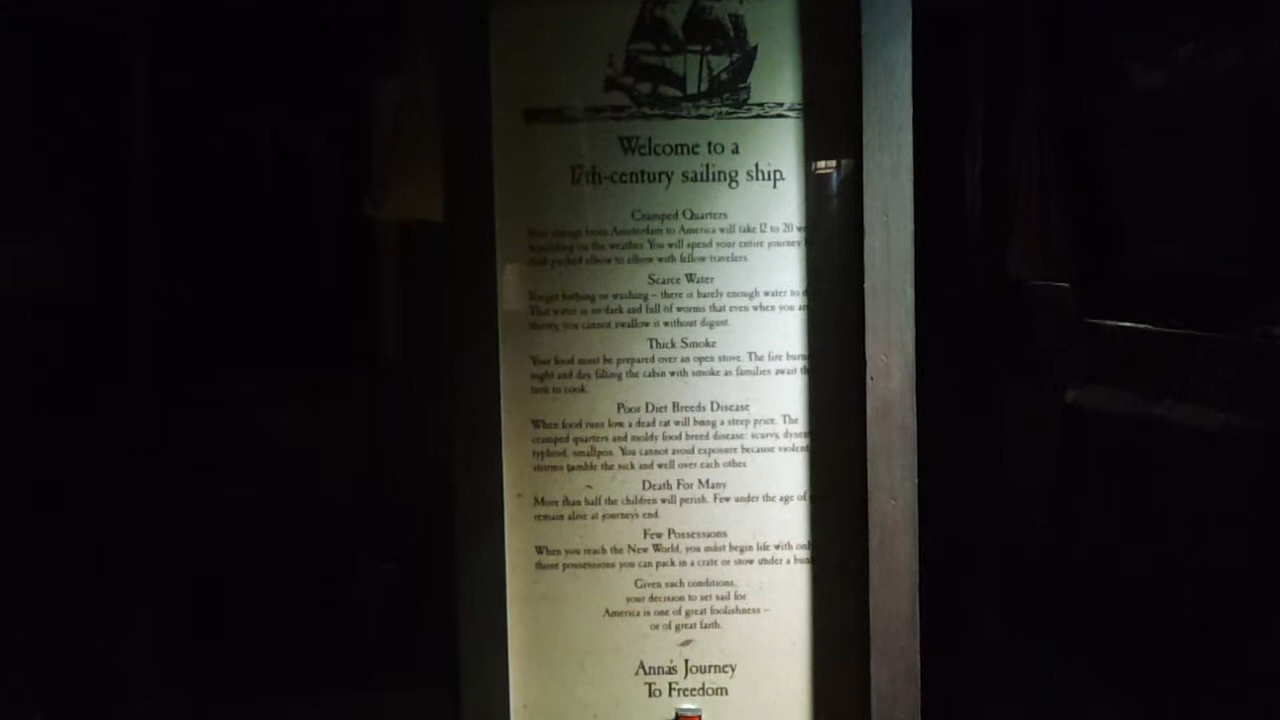 Welcome to a
17th-century sailing ship.
Cramped Quarters
Your voyage from Amsterdam to America will take 12 to 20
depending on the weather. You will spend your entire journey
deck packed elbow to elbow with fellow travelers.
Scarce Water
Forget bathing or washing – there is barely enough water to
That water is so dark and full of worms that even when you
thirsty, you cannot swallow it without disgust.
Thick Smoke
Your food must be prepared over an open stove. The fire
night and day filling the cabin with smoke as families await
turn to cook.
Poor Diet Breeds Disease
When food runs low a dead rat will bring a steep price. The
cramped quarters and moldy food breed disease: scurvy,
typhoid, smallpox. You cannot avoid exposure because violent
storms tumble the sick and well over each other.
Death For Many
More than half the children will perish. Few under the age of
remain alive at journey's end.
Few Possessions
When you reach the New World, you must begin life with
those possessions you can pack in a crate or stow under a
Given such conditions,
your decision to set sail for
America is one of great foolishness –
or of great faith.
Anna's Journey
To Freedom